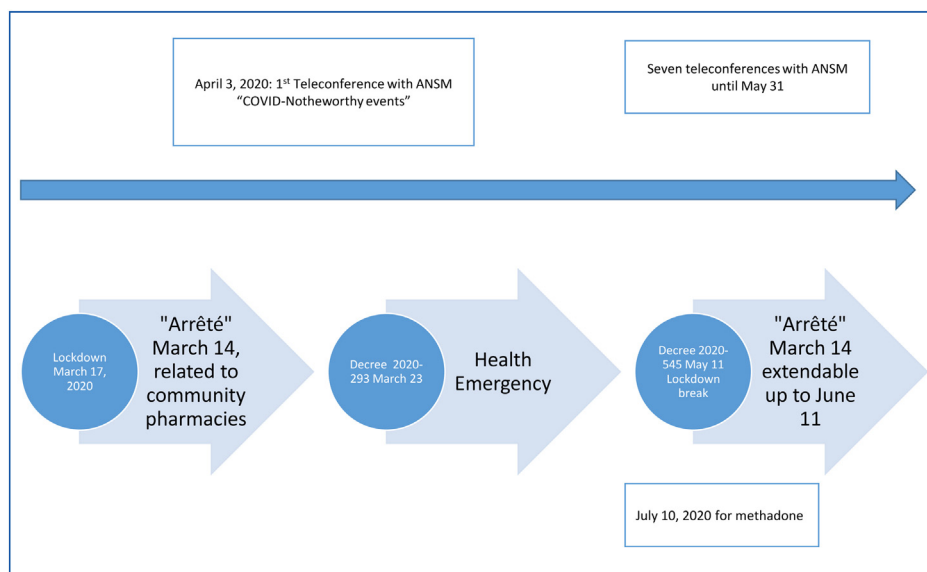 April 3, 2020: 1st Teleconference with ANSM
“COVID-Notheworthy events”
Seven teleconferences with ANSM
until May 31
Lockdown
March 17,
2020
"Arrêté"
March 14,
related to
community
pharmacies
Decree 2020-
293 March 23
Health
Emergency
Decree 2020-
545 May 11
Lockdown
break
"Arrêté"
March 14
extendable
up to June
11
July 10, 2020 for methadone